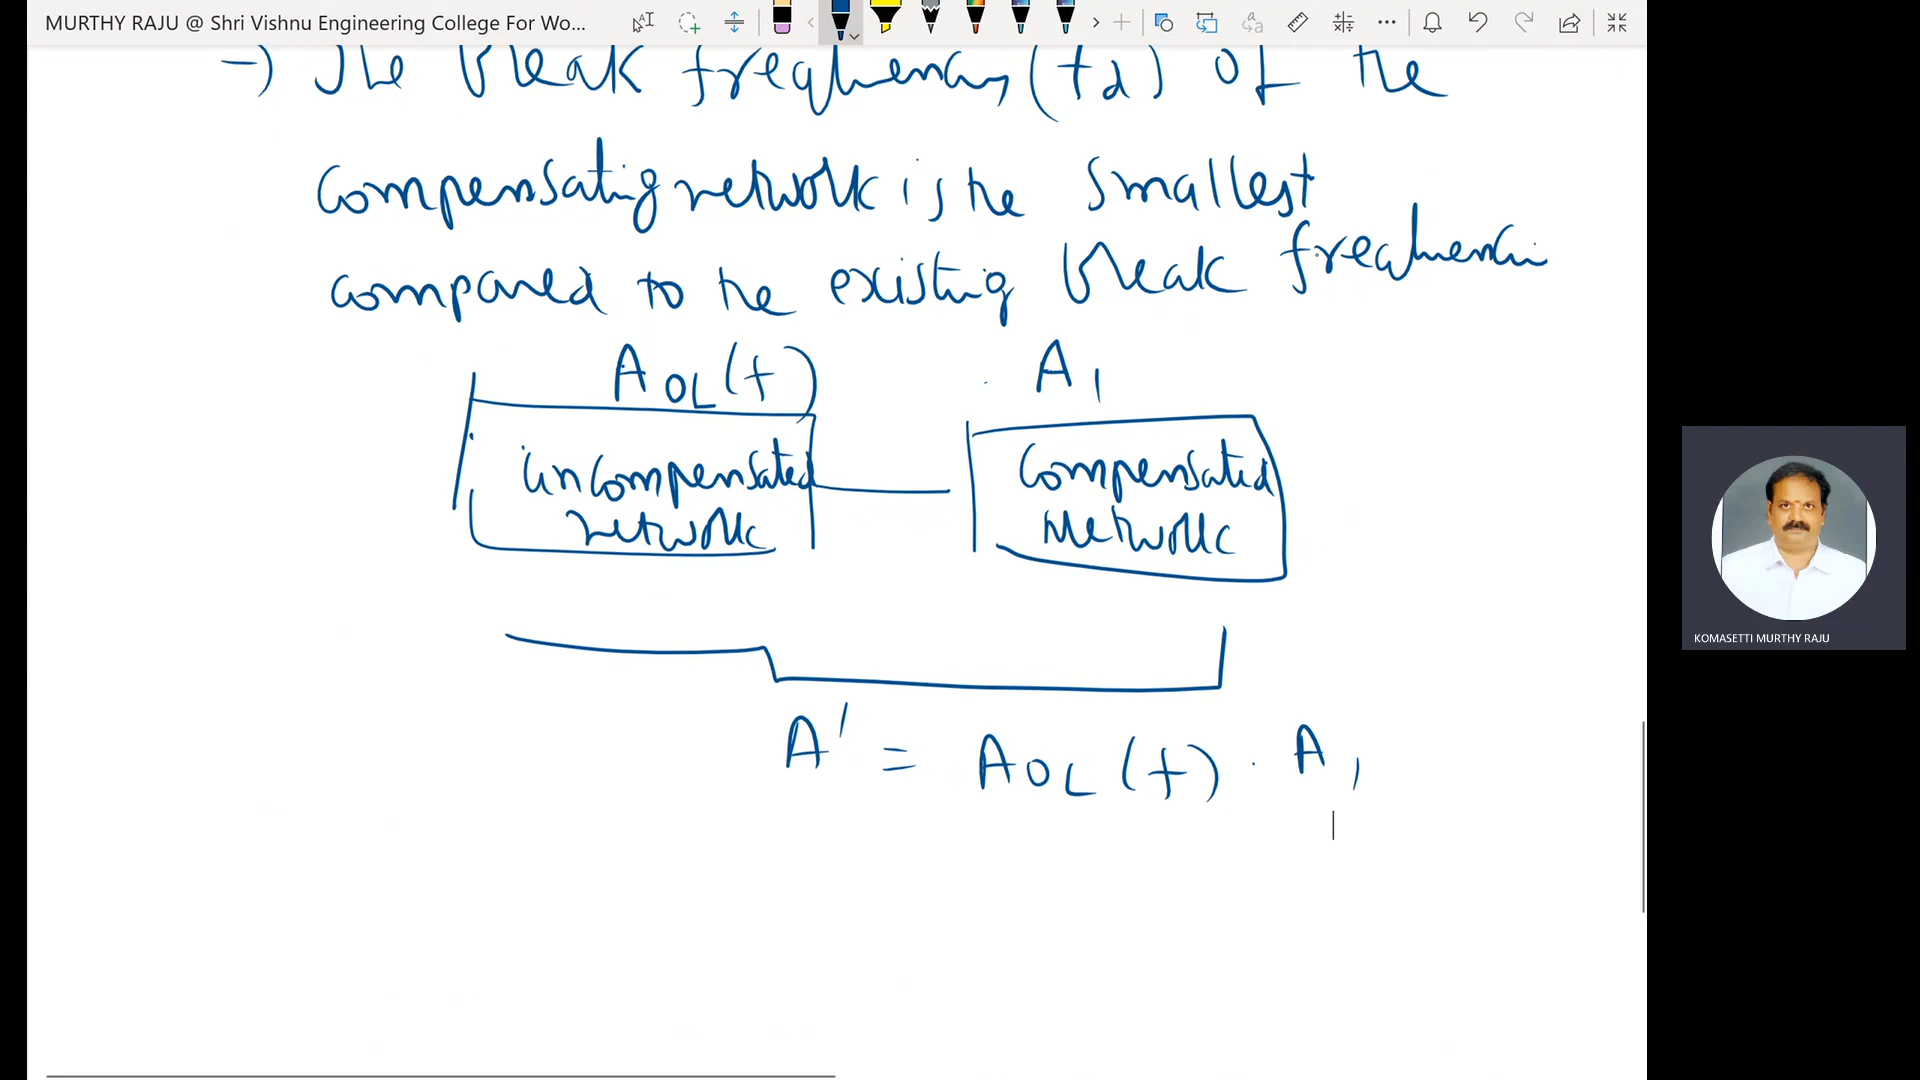 MURTHY RAJU @ Shri Vishnu Engineering College For Wo...
-) The break frequency (fd) of the
compensating network is the smallest
compared to the existing break frequenci
AOL(f) A1
uncompensated compensated
network Network
KOMASETTI MURTHY RAJU
A' = AOL(f) . A1